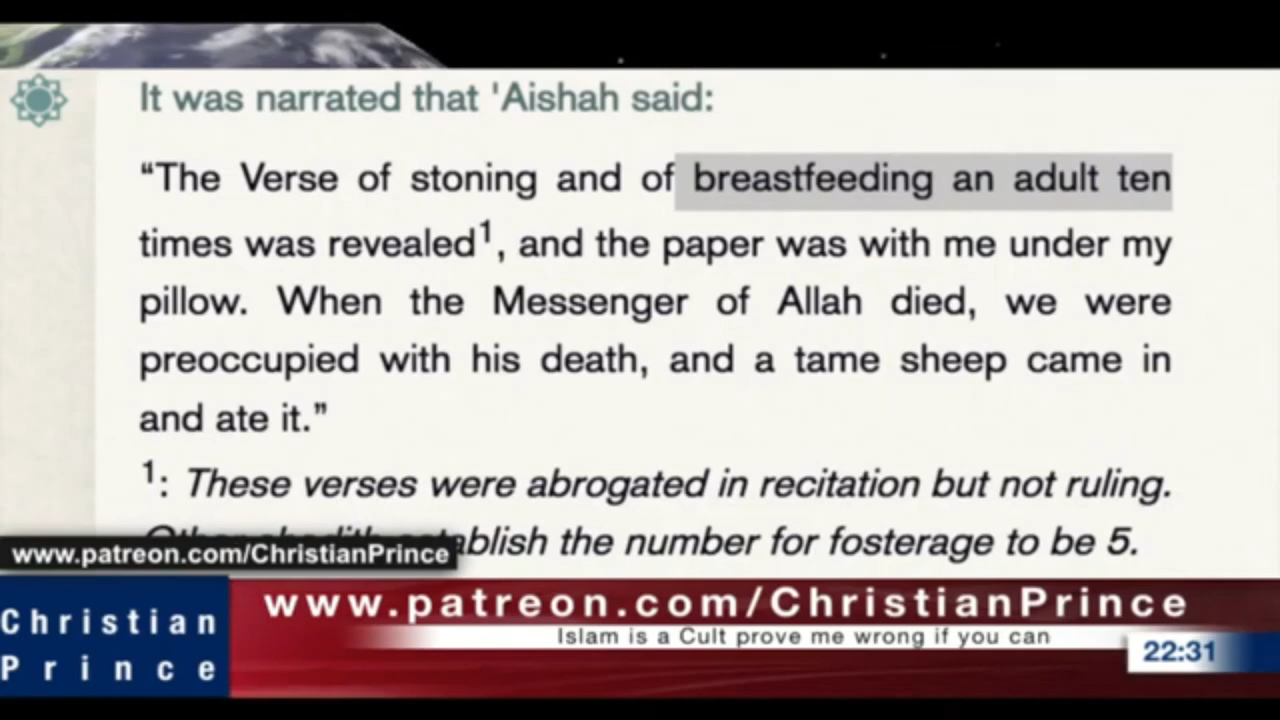 It was narrated that 'Aishah said:
“The Verse of stoning and of breastfeeding an adult ten
times was revealed1, and the paper was with me under my
pillow. When the Messenger of Allah died, we were
preoccupied with his death, and a tame sheep came in
and ate it.”
1: These verses were abrogated in recitation but not ruling.
establish the number for fosterage to be 5.
www.patreon.com/ChristianPrince
Christian
Prince
www.patreon.com/ChristianPrince
Islam is a Cult prove me wrong if you can
22:31